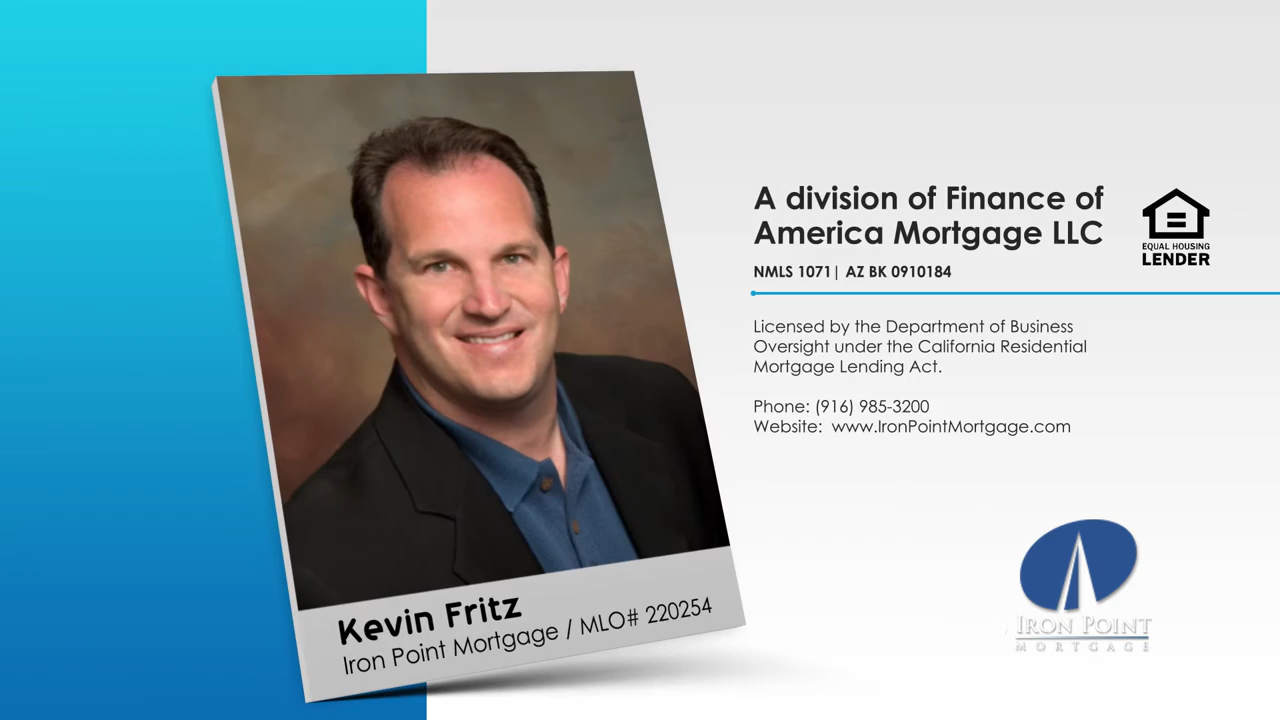 A division of Finance of
America Mortgage LLC
EQUAL HOUSING
LENDER
NMLS 1071| AZ BK 0910184
Licensed by the Department of Business
Oversight under the California Residential
Mortgage Lending Act.
Phone: (916) 985-3200
Website: www.IronPointMortgage.com
Kevin Fritz
Iron Point Mortgage / MLO# 220254
IRON POINT
MORTGAGE